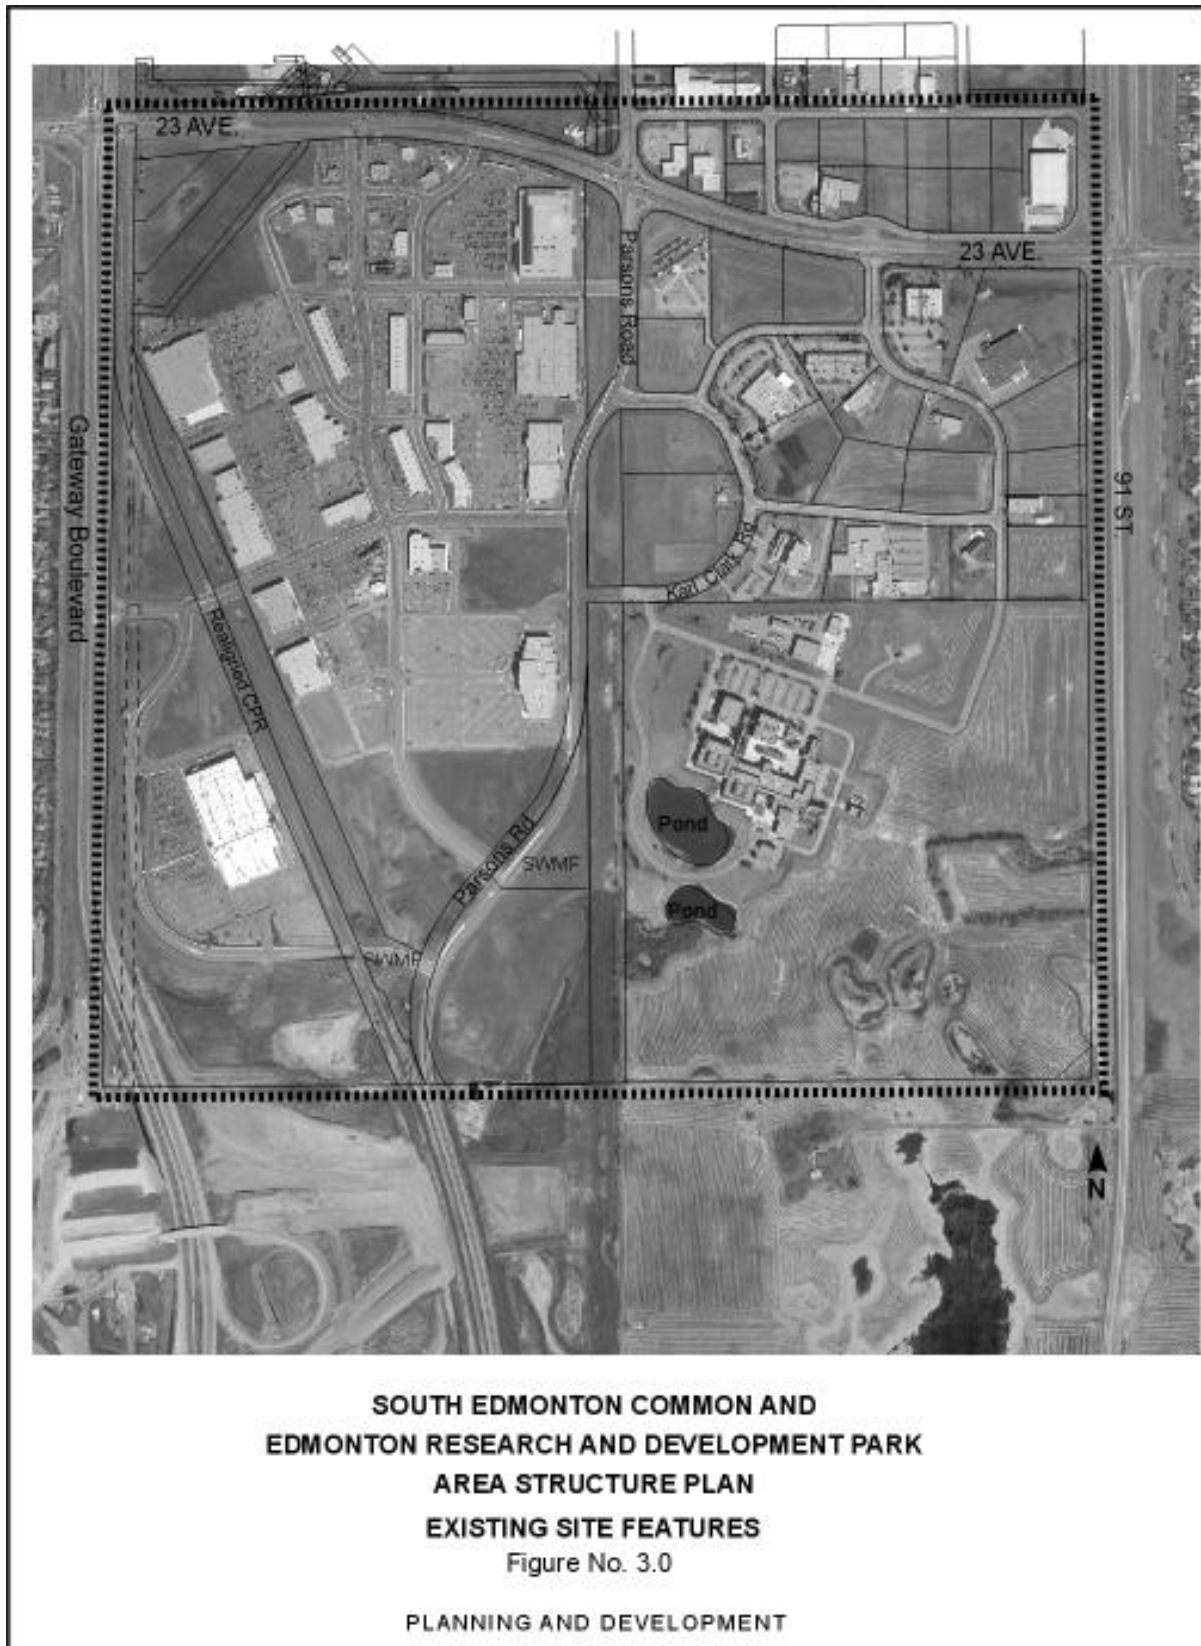 23 AVE.
Parsons Road
23 AVE.
Gateway Boulevard
91 ST.
Karl Clark Rd
Realigned CPR
Pond
Parsons Rd
SWMF
Pond
SWMF
N
SOUTH EDMONTON COMMON AND
EDMONTON RESEARCH AND DEVELOPMENT PARK
AREA STRUCTURE PLAN
EXISTING SITE FEATURES
Figure No. 3.0
PLANNING AND DEVELOPMENT